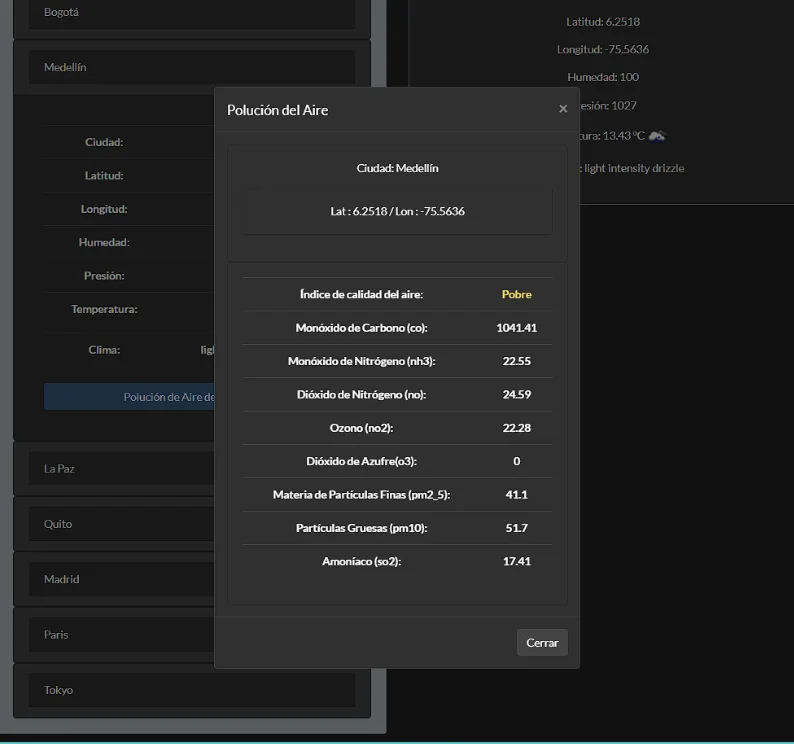 Bogotá
Medellín
Ciudad:
Latitud:
Longitud:
Humedad:
Presión:
Temperatura:
Clima: ligh
Polución de Aire de
La Paz
Quito
Madrid
Paris
Tokyo
Latitud: 6.2518
Longitud: -75.5636
Humedad: 100
esión: 1027
tura: 13.43 ºC
: light intensity drizzle
Polución del Aire ×
Ciudad: Medellín
Lat : 6.2518 / Lon : -75.5636
Índice de calidad del aire: Pobre
Monóxido de Carbono (co): 1041.41
Monóxido de Nitrógeno (nh3): 22.55
Dióxido de Nitrógeno (no): 24.59
Ozono (no2): 22.28
Dióxido de Azufre(o3): 0
Materia de Partículas Finas (pm2_5): 41.1
Partículas Gruesas (pm10): 51.7
Amoníaco (so2): 17.41
Cerrar